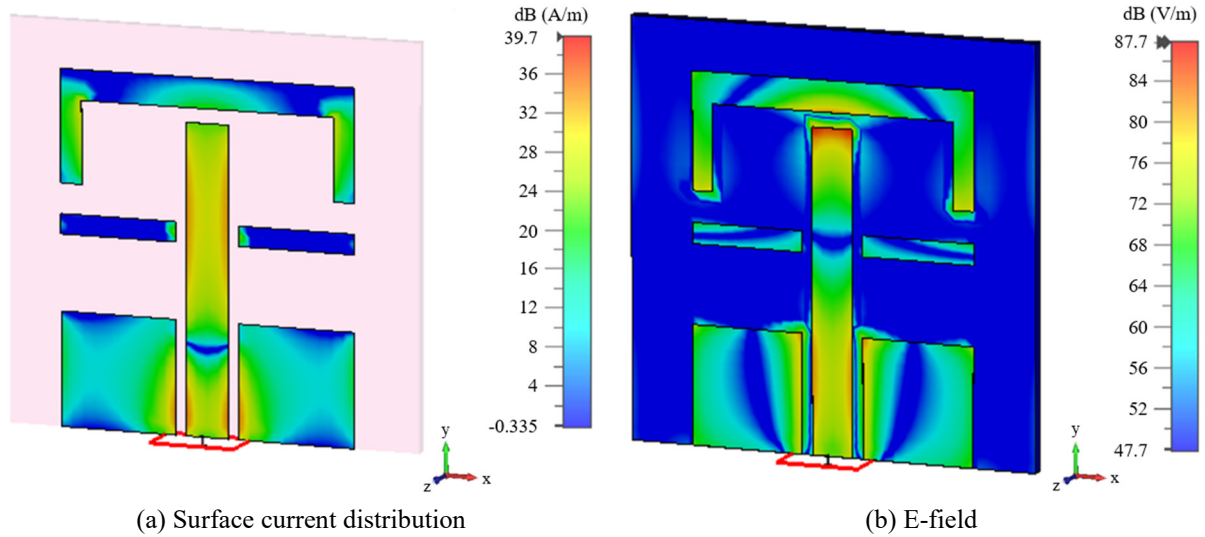 dB (A/m)
39.7
36
32
28
24
20
16
12
8
4
-0.335
y
x
z
dB (V/m)
87.7
84
80
76
72
68
64
60
56
52
47.7
y
x
z
(a) Surface current distribution
(b) E-field